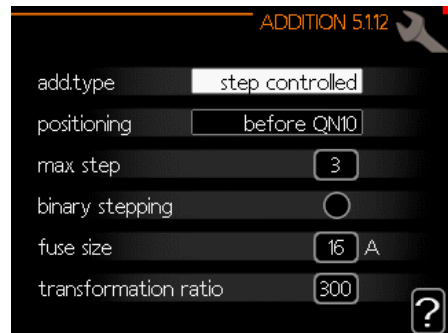 ADDITION 5.1.12
add.type step controlled
positioning before QN10
max step 3
binary stepping
fuse size 16 A
transformation ratio 300
?